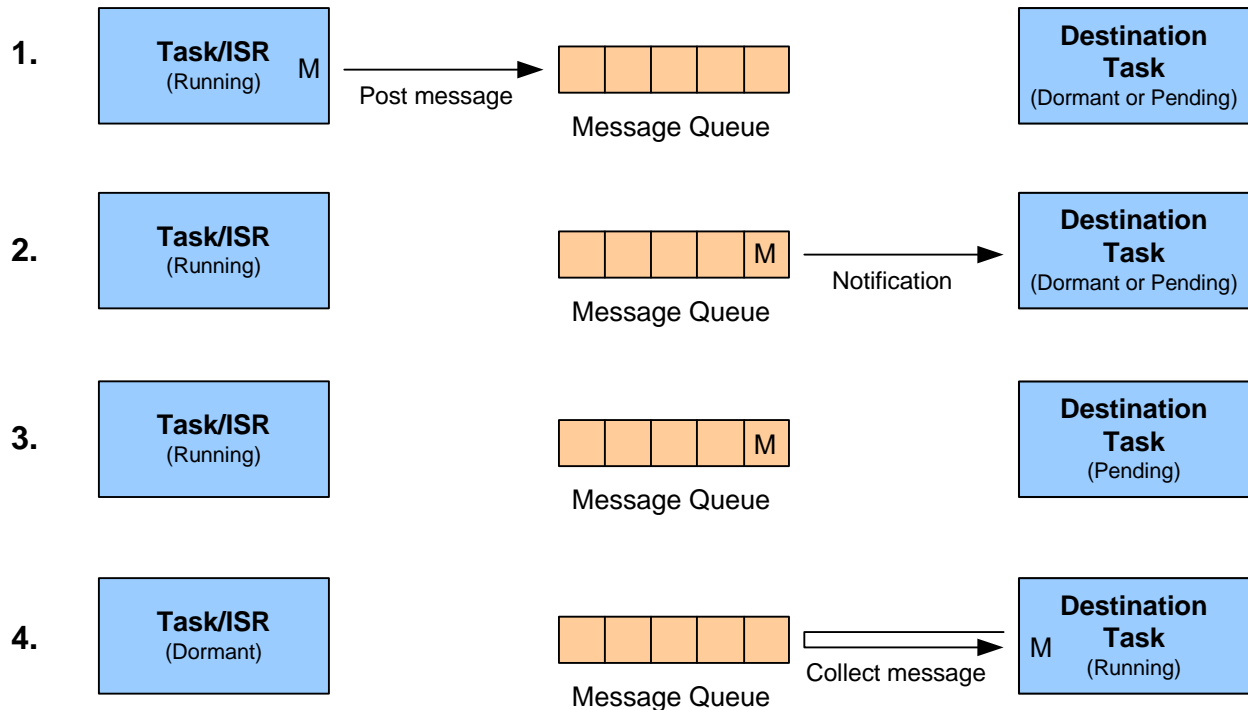 1.
Task/ISR
(Running)
M
Post message
Message Queue
Destination
Task
(Dormant or Pending)
2.
Task/ISR
(Running)
M
Message Queue
Notification
Destination
Task
(Dormant or Pending)
3.
Task/ISR
(Running)
M
Message Queue
Destination
Task
(Pending)
4.
Task/ISR
(Dormant)
Message Queue
Collect message
M
Destination
Task
(Running)